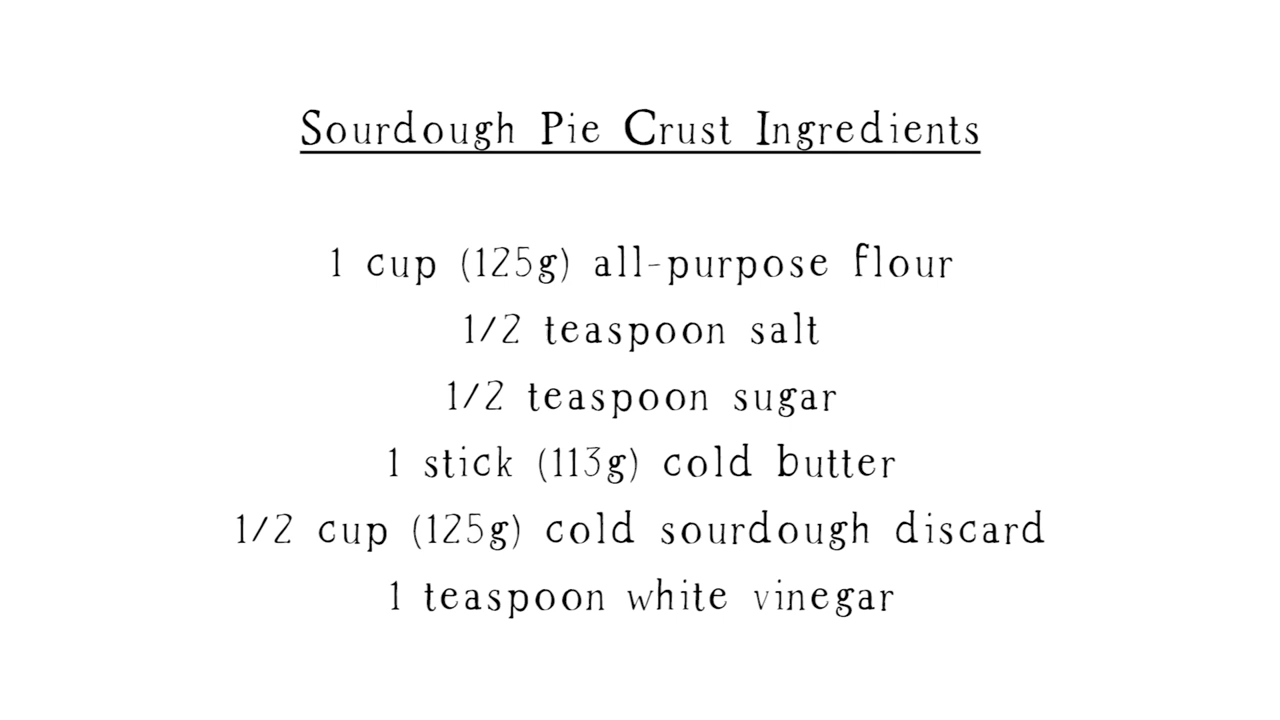 Sourdough Pie Crust Ingredients
1 cup (125g) all-purpose flour
1/2 teaspoon salt
1/2 teaspoon sugar
1 stick (113g) cold butter
1/2 cup (125g) cold sourdough discard
1 teaspoon white vinegar